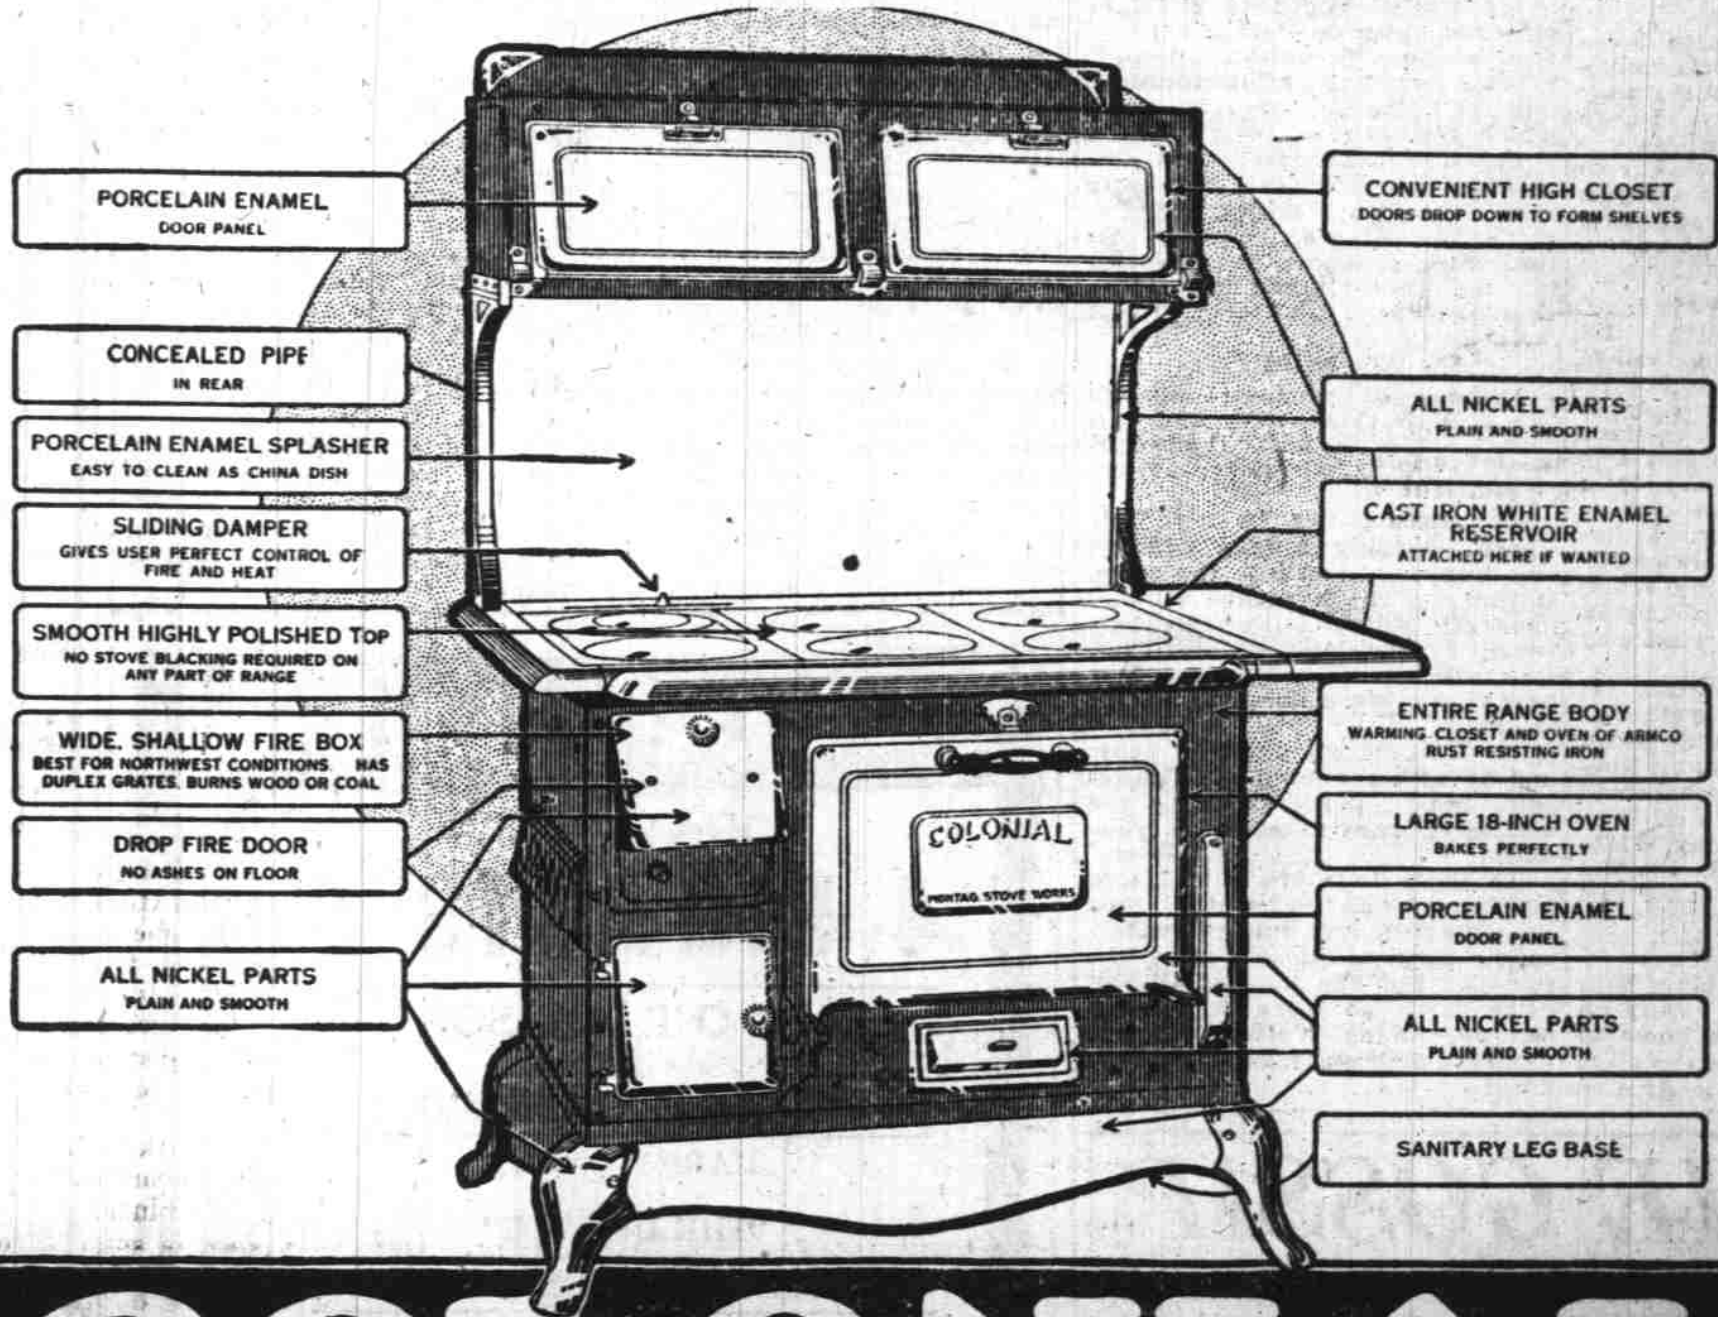 PORCELAIN ENAMEL
DOOR PANEL
CONCEALED PIPE
IN REAR
PORCELAIN ENAMEL SPLASHER
EASY TO CLEAN AS CHINA DISH
SLIDING DAMPER
GIVES USER PERFECT CONTROL OF
FIRE AND HEAT
SMOOTH HIGHLY POLISHED TOP
NO STOVE BLACKING REQUIRED ON
ANY PART OF RANGE
WIDE, SHALLOW FIRE BOX
BEST FOR NORTHWEST CONDITIONS. HAS
DUPLEX GRATES. BURNS WOOD OR COAL
DROP FIRE DOOR
NO ASHES ON FLOOR
ALL NICKEL PARTS
PLAIN AND SMOOTH
COLONIAL
MONTAG STOVE WORKS
CONVENIENT HIGH CLOSET
DOORS DROP DOWN TO FORM SHELVES
ALL NICKEL PARTS
PLAIN AND SMOOTH
CAST IRON WHITE ENAMEL
RESERVOIR
ATTACHED HERE IF WANTED
ENTIRE RANGE BODY
WARMING CLOSET AND OVEN OF ARMCO
RUST RESISTING IRON
LARGE 18-INCH OVEN
BAKES PERFECTLY
PORCELAIN ENAMEL
DOOR PANEL
ALL NICKEL PARTS
PLAIN AND SMOOTH
SANITARY LEG BASE